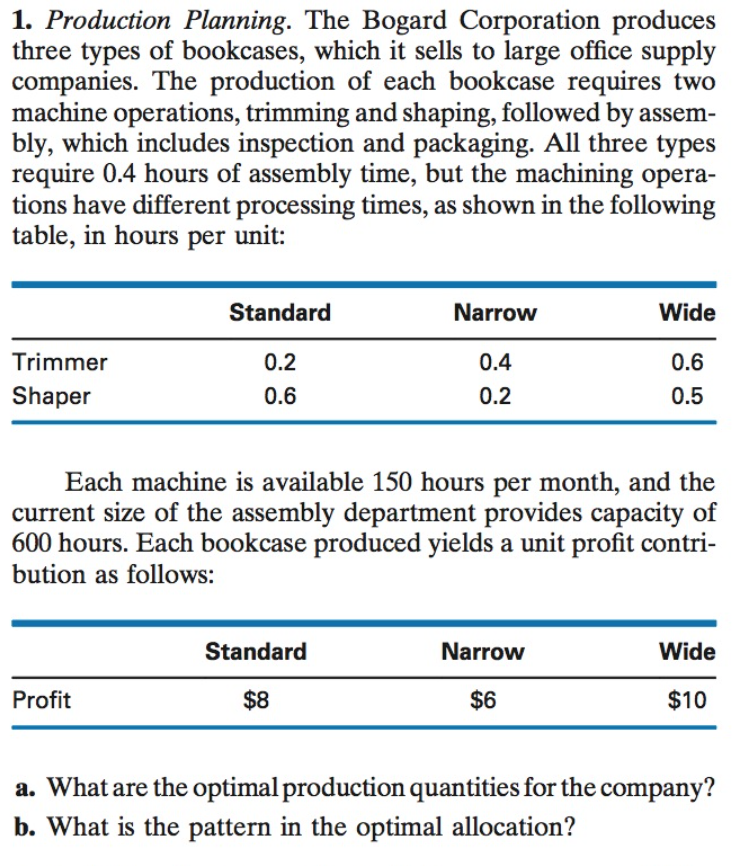 1. Production Planning. The Bogard Corporation produces
three types of bookcases, which it sells to large office supply
companies. The production of each bookcase requires two
machine operations, trimming and shaping, followed by assem-
bly, which includes inspection and packaging. All three types
require 0.4 hours of assembly time, but the machining opera-
tions have different processing times, as shown in the following
table, in hours per unit:
Standard Narrow Wide
Trimmer 0.2 0.4 0.6
Shaper 0.6 0.2 0.5
Each machine is available 150 hours per month, and the
current size of the assembly department provides capacity of
600 hours. Each bookcase produced yields a unit profit contri-
bution as follows:
Standard Narrow Wide
Profit $8 $6 $10
a. What are the optimal production quantities for the company?
b. What is the pattern in the optimal allocation?